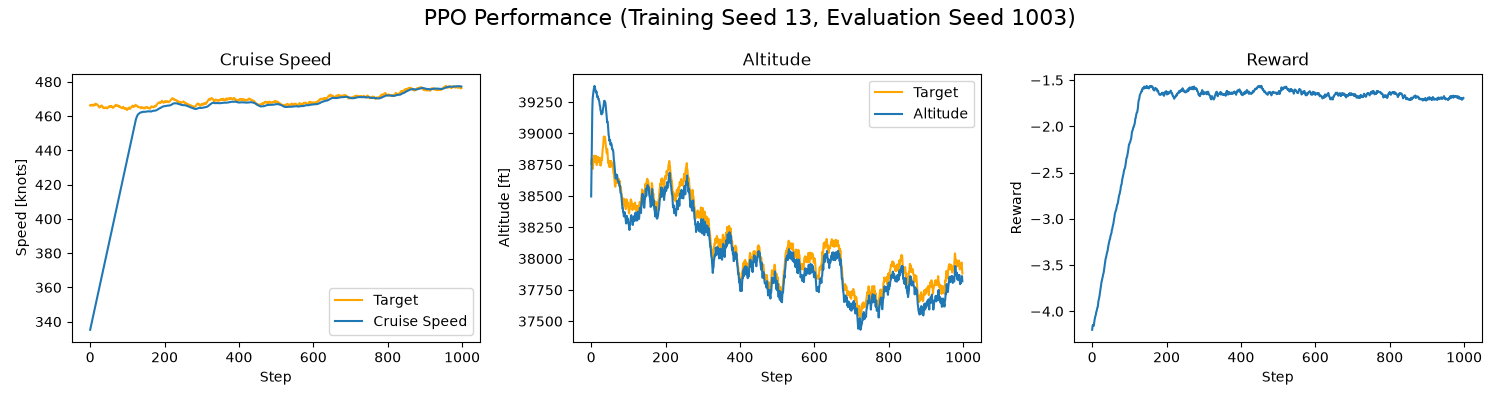 PPO Performance (Training Seed 13, Evaluation Seed 1003)
Cruise Speed
Speed [knots]
480
460
440
420
400
380
360
340
0 200 400 600 800 1000
Step
Target
Cruise Speed
Altitude
Altitude [ft]
39250
39000
38750
38500
38250
38000
37750
37500
0 200 400 600 800 1000
Step
Target
Altitude
Reward
Reward
−1.5
−2.0
−2.5
−3.0
−3.5
−4.0
0 200 400 600 800 1000
Step